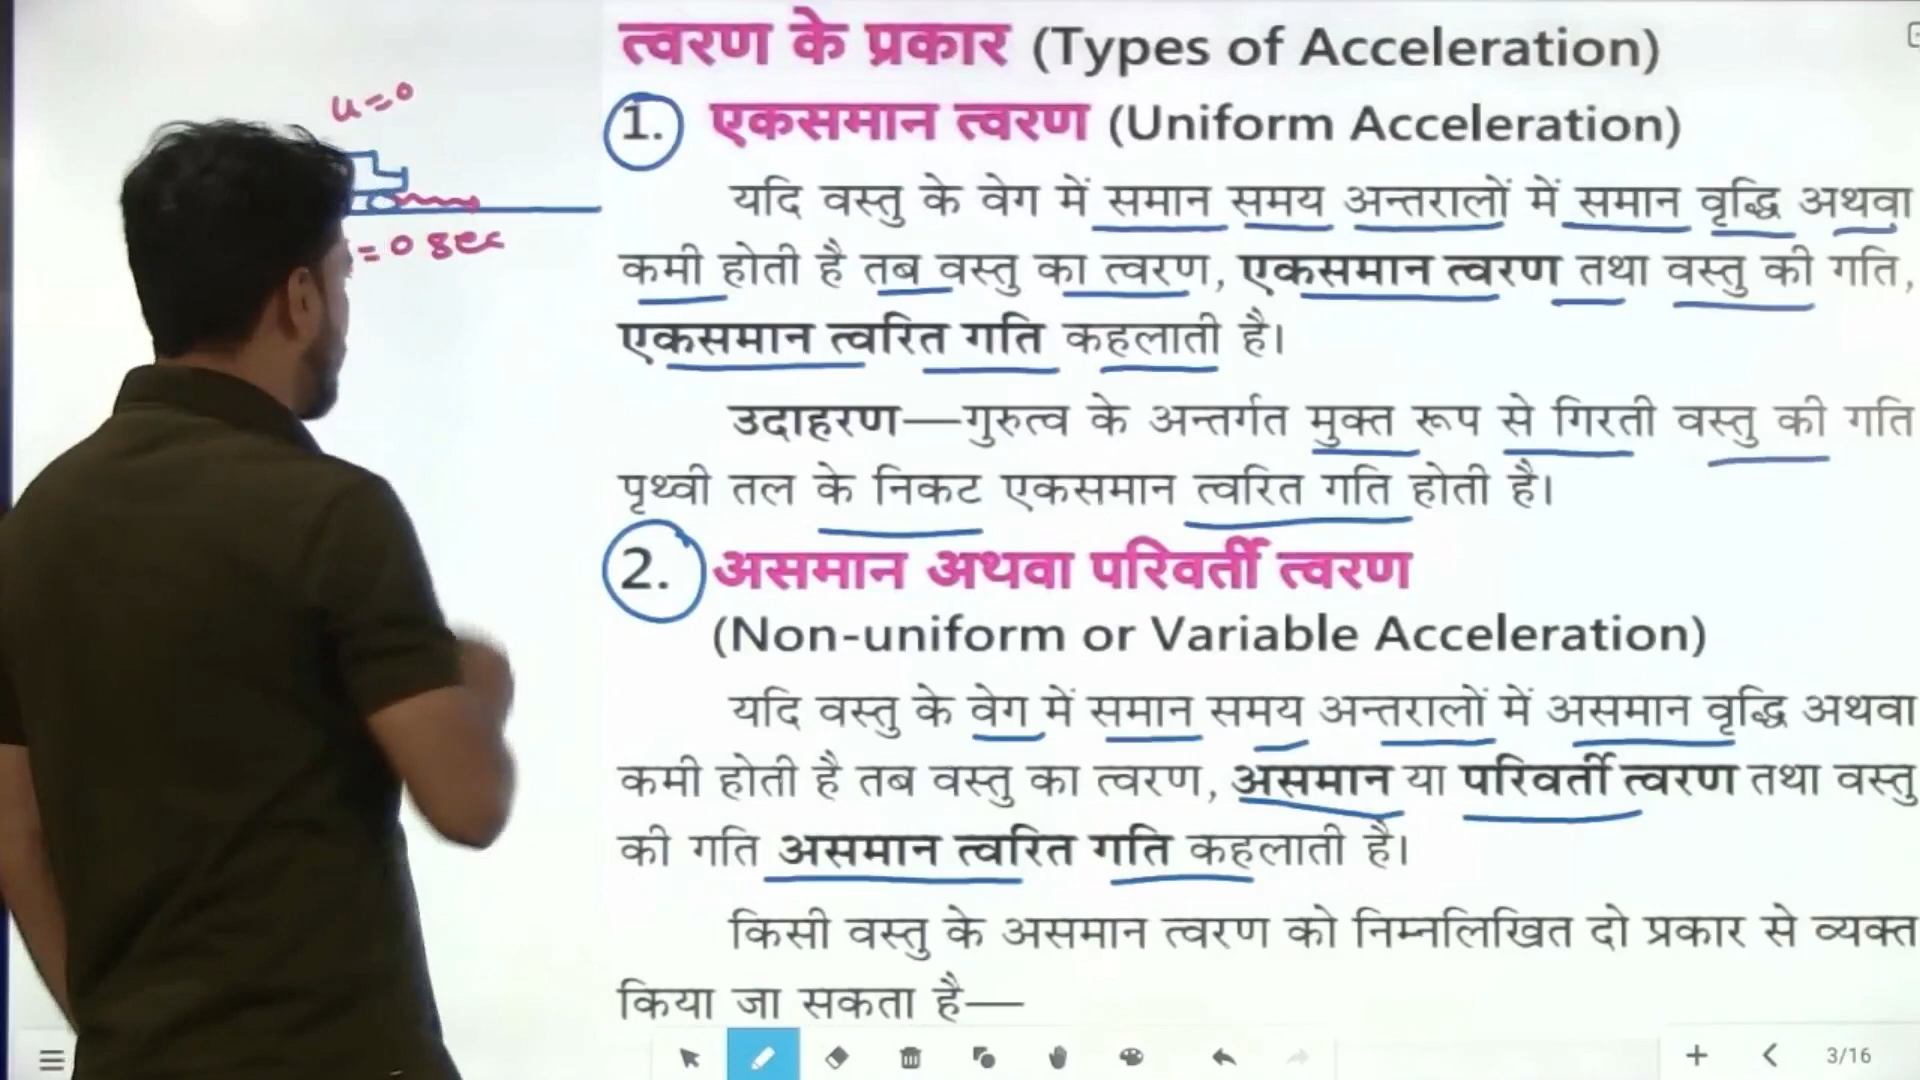 त्वरण के प्रकार (Types of Acceleration)
1. एकसमान त्वरण (Uniform Acceleration)
यदि वस्तु के वेग में समान समय अन्तरालों में समान वृद्धि अथवा
कमी होती है तब वस्तु का त्वरण, एकसमान त्वरण तथा वस्तु की गति,
एकसमान त्वरित गति कहलाती है।
उदाहरण—गुरुत्व के अन्तर्गत मुक्त रूप से गिरती वस्तु की गति
पृथ्वी तल के निकट एकसमान त्वरित गति होती है।
2. असमान अथवा परिवर्ती त्वरण
(Non-uniform or Variable Acceleration)
यदि वस्तु के वेग में समान समय अन्तरालों में असमान वृद्धि अथवा
कमी होती है तब वस्तु का त्वरण, असमान या परिवर्ती त्वरण तथा वस्तु
की गति असमान त्वरित गति कहलाती है।
किसी वस्तु के असमान त्वरण को निम्नलिखित दो प्रकार से व्यक्त
किया जा सकता है—
u=0
= 0 sec
3/16